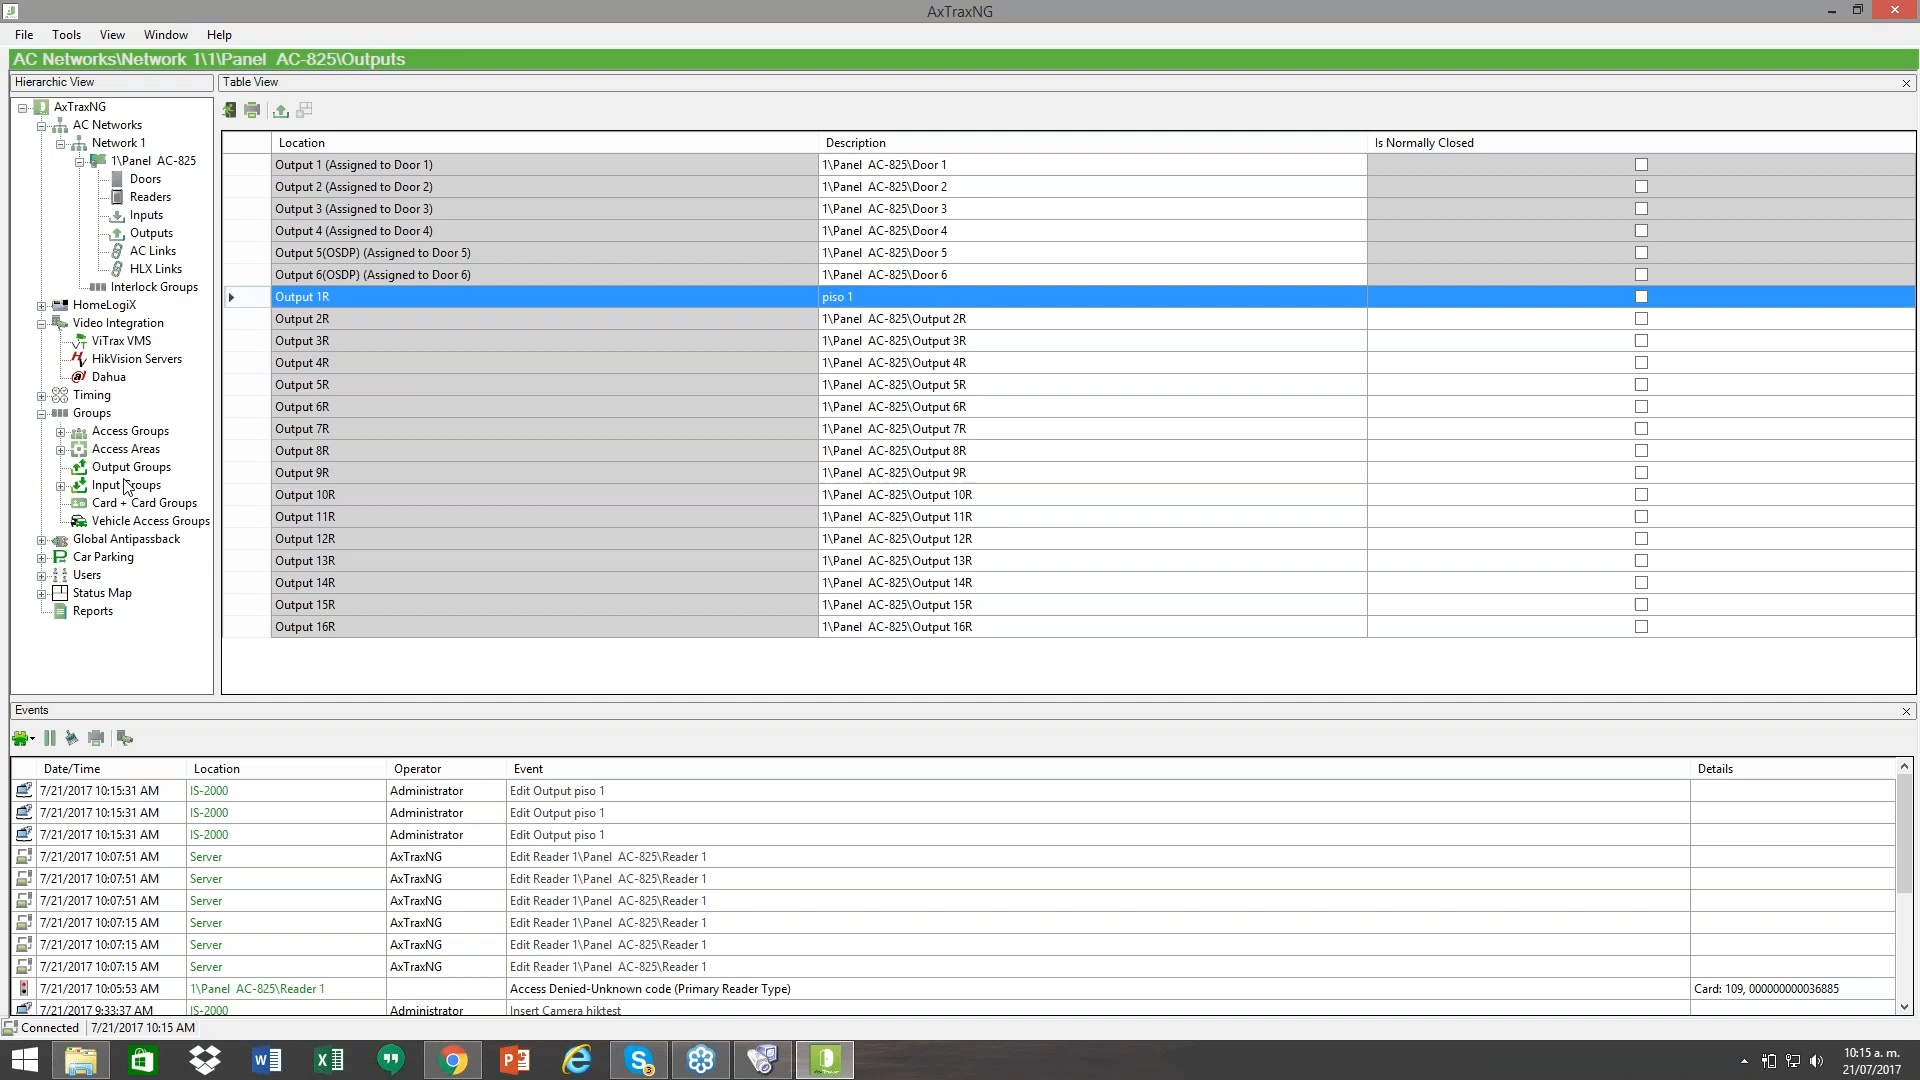 AxTraxNG
File Tools View Window Help
AC Networks\Network 1\1\Panel AC-825\Outputs
Hierarchic View
Table View
AxTraxNG
AC Networks
Network 1
1\Panel AC-825
Doors
Readers
Inputs
Outputs
AC Links
HLX Links
Interlock Groups
HomeLogiX
Video Integration
ViTrax VMS
HikVision Servers
Dahua
Timing
Groups
Access Groups
Access Areas
Output Groups
Input Groups
Card + Card Groups
Vehicle Access Groups
Global Antipassback
Car Parking
Users
Status Map
Reports
Location Description Is Normally Closed
Output 1 (Assigned to Door 1) 1\Panel AC-825\Door 1
Output 2 (Assigned to Door 2) 1\Panel AC-825\Door 2
Output 3 (Assigned to Door 3) 1\Panel AC-825\Door 3
Output 4 (Assigned to Door 4) 1\Panel AC-825\Door 4
Output 5(OSDP) (Assigned to Door 5) 1\Panel AC-825\Door 5
Output 6(OSDP) (Assigned to Door 6) 1\Panel AC-825\Door 6
Output 1R piso 1
Output 2R 1\Panel AC-825\Output 2R
Output 3R 1\Panel AC-825\Output 3R
Output 4R 1\Panel AC-825\Output 4R
Output 5R 1\Panel AC-825\Output 5R
Output 6R 1\Panel AC-825\Output 6R
Output 7R 1\Panel AC-825\Output 7R
Output 8R 1\Panel AC-825\Output 8R
Output 9R 1\Panel AC-825\Output 9R
Output 10R 1\Panel AC-825\Output 10R
Output 11R 1\Panel AC-825\Output 11R
Output 12R 1\Panel AC-825\Output 12R
Output 13R 1\Panel AC-825\Output 13R
Output 14R 1\Panel AC-825\Output 14R
Output 15R 1\Panel AC-825\Output 15R
Output 16R 1\Panel AC-825\Output 16R
Events
Date/Time Location Operator Event Details
7/21/2017 10:15:31 AM IS-2000 Administrator Edit Output piso 1
7/21/2017 10:15:31 AM IS-2000 Administrator Edit Output piso 1
7/21/2017 10:15:31 AM IS-2000 Administrator Edit Output piso 1
7/21/2017 10:07:51 AM Server AxTraxNG Edit Reader 1\Panel AC-825\Reader 1
7/21/2017 10:07:51 AM Server AxTraxNG Edit Reader 1\Panel AC-825\Reader 1
7/21/2017 10:07:51 AM Server AxTraxNG Edit Reader 1\Panel AC-825\Reader 1
7/21/2017 10:07:15 AM Server AxTraxNG Edit Reader 1\Panel AC-825\Reader 1
7/21/2017 10:07:15 AM Server AxTraxNG Edit Reader 1\Panel AC-825\Reader 1
7/21/2017 10:07:15 AM Server AxTraxNG Edit Reader 1\Panel AC-825\Reader 1
7/21/2017 10:05:53 AM 1\Panel AC-825\Reader 1 Access Denied-Unknown code (Primary Reader Type) Card: 109, 000000000036885
7/21/2017 9:33:37 AM IS-2000 Administrator Insert Camera hiktest
Connected 7/21/2017 10:15 AM
10:15 a. m.
21/07/2017